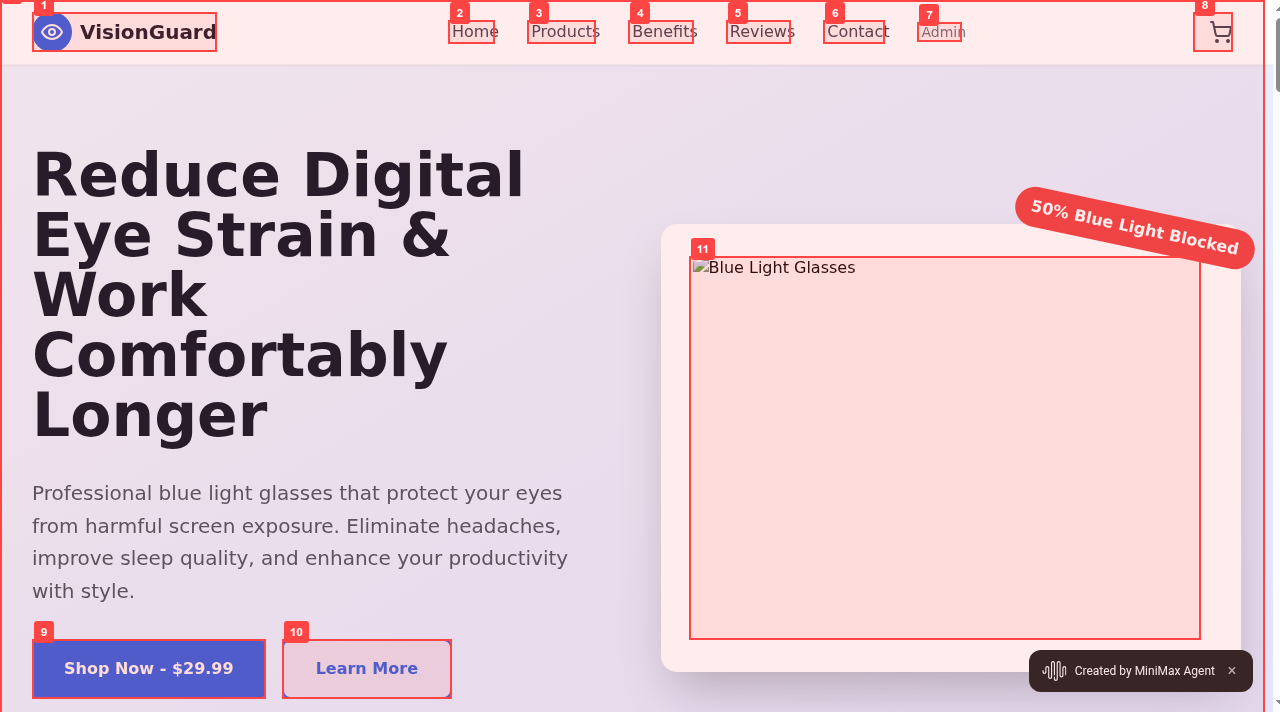 1
2
3
4
5
6
7
8
VisionGuard
Home
Products
Benefits
Reviews
Contact
Admin
Reduce Digital
Eye Strain &
Work
Comfortably
Longer
50% Blue Light Blocked
11
Blue Light Glasses
Professional blue light glasses that protect your eyes
from harmful screen exposure. Eliminate headaches,
improve sleep quality, and enhance your productivity
with style.
9
10
Shop Now - $29.99
Learn More
Created by MiniMax Agent ×